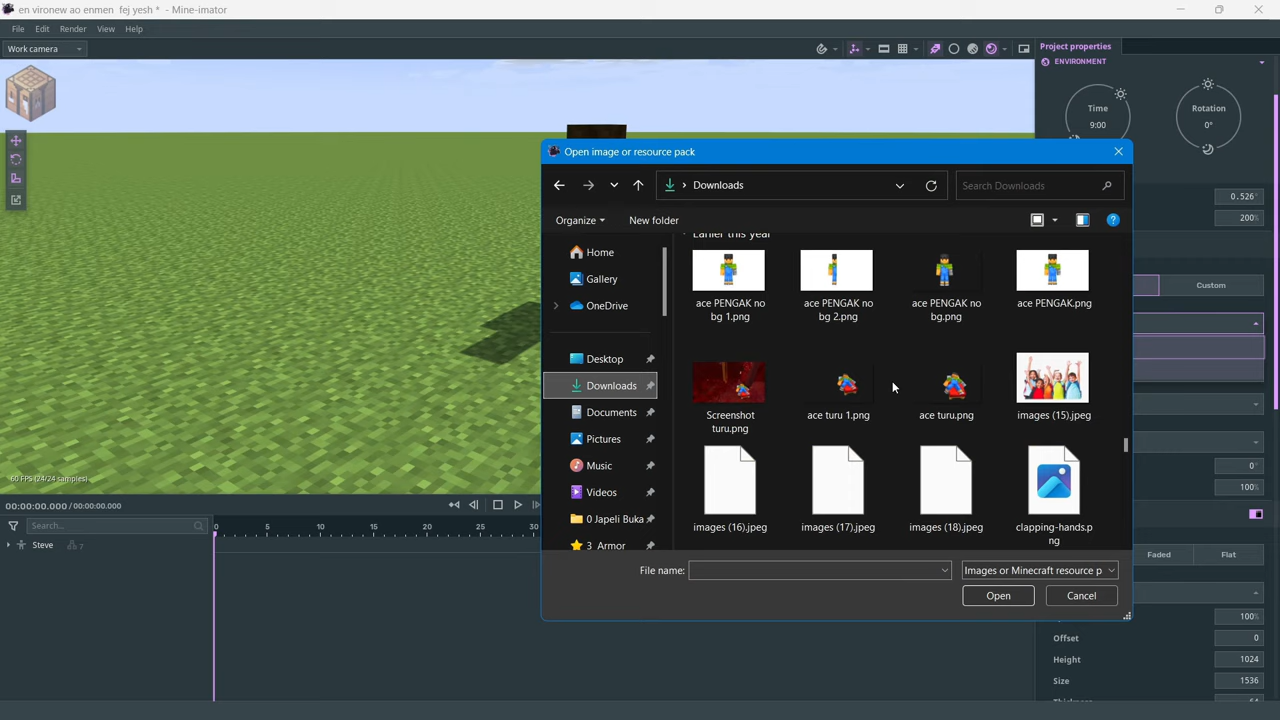 en vironew ao enmen fej yesh * - Mine-imator
File Edit Render View Help
Work camera
Project properties
ENVIRONMENT
Time
9:00
Rotation
0°
0.526°
200%
Custom
0°
100%
Faded Flat
100%
Offset 0
Height 1024
Size 1536
Open image or resource pack
Downloads
Search Downloads
Organize New folder
Home
Gallery
OneDrive
Desktop
Downloads
Documents
Pictures
Music
Videos
0 Japeli Buka
3 Armor
Earlier this year
ace PENGAK no bg 1.png
ace PENGAK no bg 2.png
ace PENGAK no bg.png
ace PENGAK.png
Screenshot turu.png
ace turu 1.png
ace turu.png
images (15).jpeg
images (16).jpeg
images (17).jpeg
images (18).jpeg
clapping-hands.png
File name:
Images or Minecraft resource p
Open Cancel
60 FPS (24/24 samples)
00:00:00.000 / 00:00:00.000
Search...
0 5 10 15 20 25 30
Steve 7